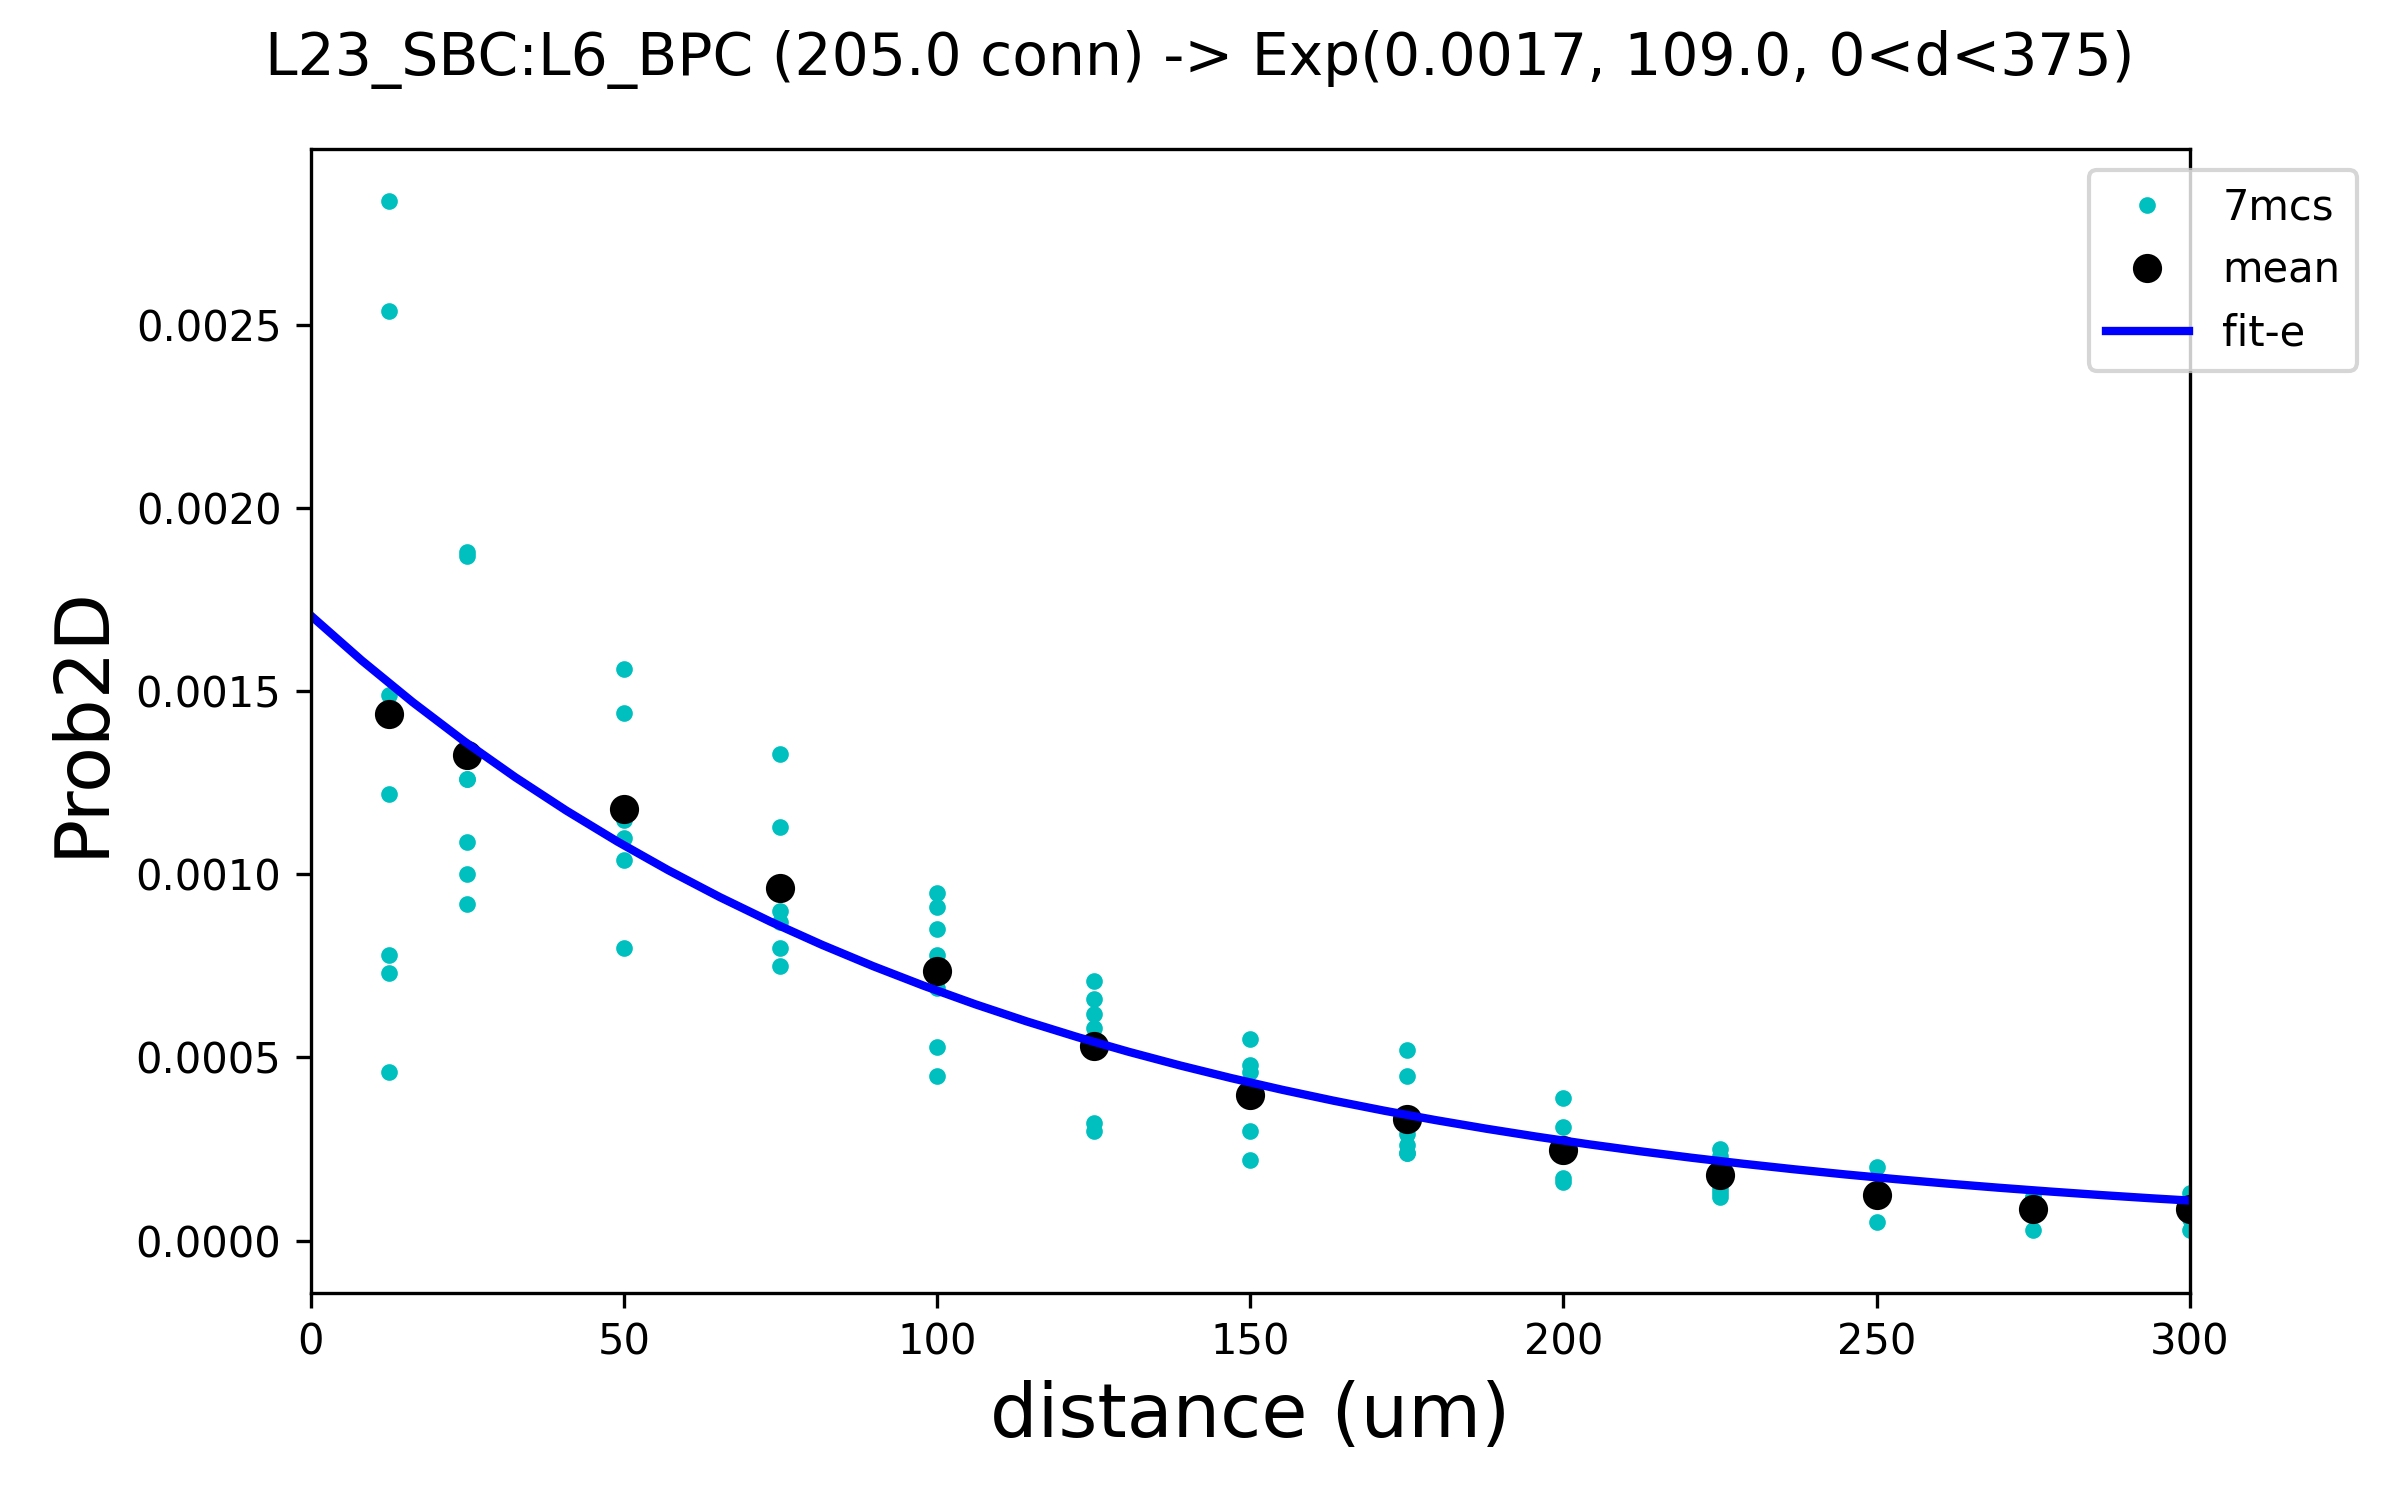 L23_SBC:L6_BPC (205.0 conn) -> Exp(0.0017, 109.0, 0<d<375)
7mcs
mean
fit-e
0.0025
0.0020
0.0015
0.0010
0.0005
0.0000
Prob2D
0 50 100 150 200 250 300
distance (um)